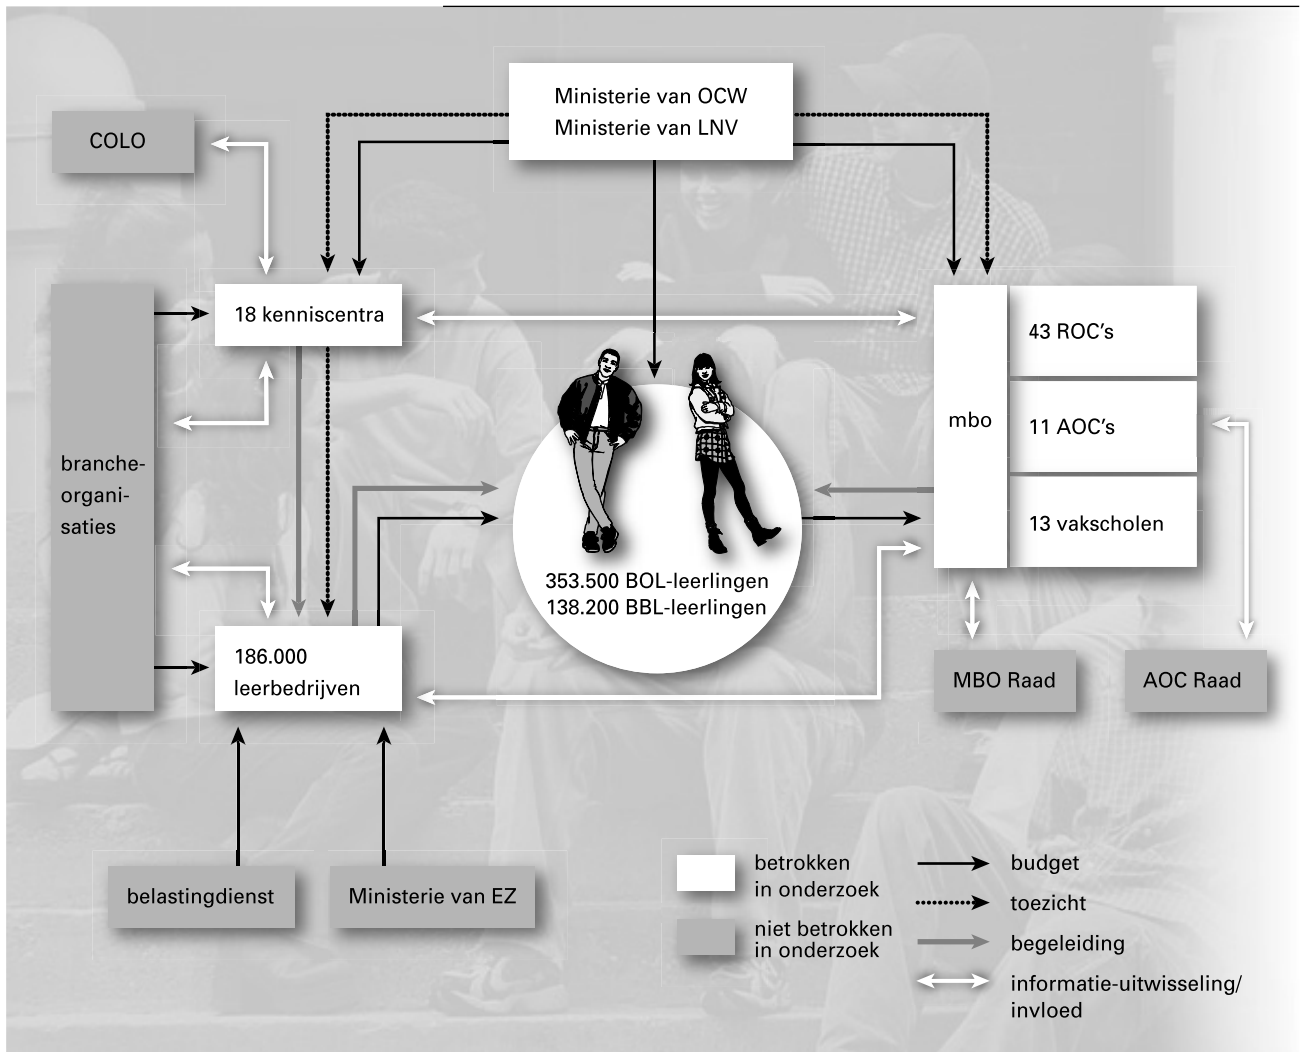 Ministerie van OCW
Ministerie van LNV
COLO
18 kenniscentra
43 ROC's
mbo
11 AOC's
13 vakscholen
branche-
organi-
saties
353.500 BOL-leerlingen
138.200 BBL-leerlingen
186.000
leerbedrijven
MBO Raad
AOC Raad
belastingdienst
Ministerie van EZ
betrokken
in onderzoek
niet betrokken
in onderzoek
budget
toezicht
begeleiding
informatie-uitwisseling/
invloed